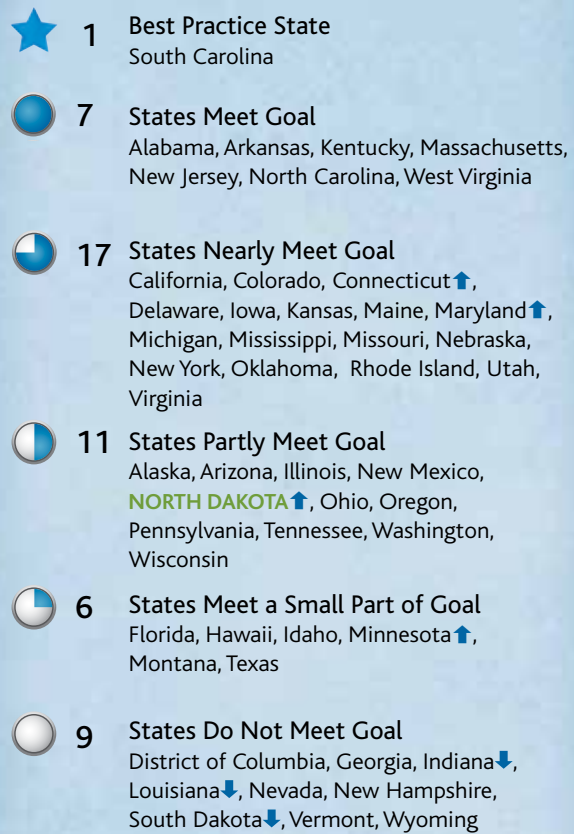 1 Best Practice State
South Carolina
7 States Meet Goal
Alabama, Arkansas, Kentucky, Massachusetts,
New Jersey, North Carolina, West Virginia
17 States Nearly Meet Goal
California, Colorado, Connecticut⬆,
Delaware, Iowa, Kansas, Maine, Maryland⬆,
Michigan, Mississippi, Missouri, Nebraska,
New York, Oklahoma, Rhode Island, Utah,
Virginia
11 States Partly Meet Goal
Alaska, Arizona, Illinois, New Mexico,
NORTH DAKOTA⬆, Ohio, Oregon,
Pennsylvania, Tennessee, Washington,
Wisconsin
6 States Meet a Small Part of Goal
Florida, Hawaii, Idaho, Minnesota⬆,
Montana, Texas
9 States Do Not Meet Goal
District of Columbia, Georgia, Indiana⬇,
Louisiana⬇, Nevada, New Hampshire,
South Dakota⬇, Vermont, Wyoming